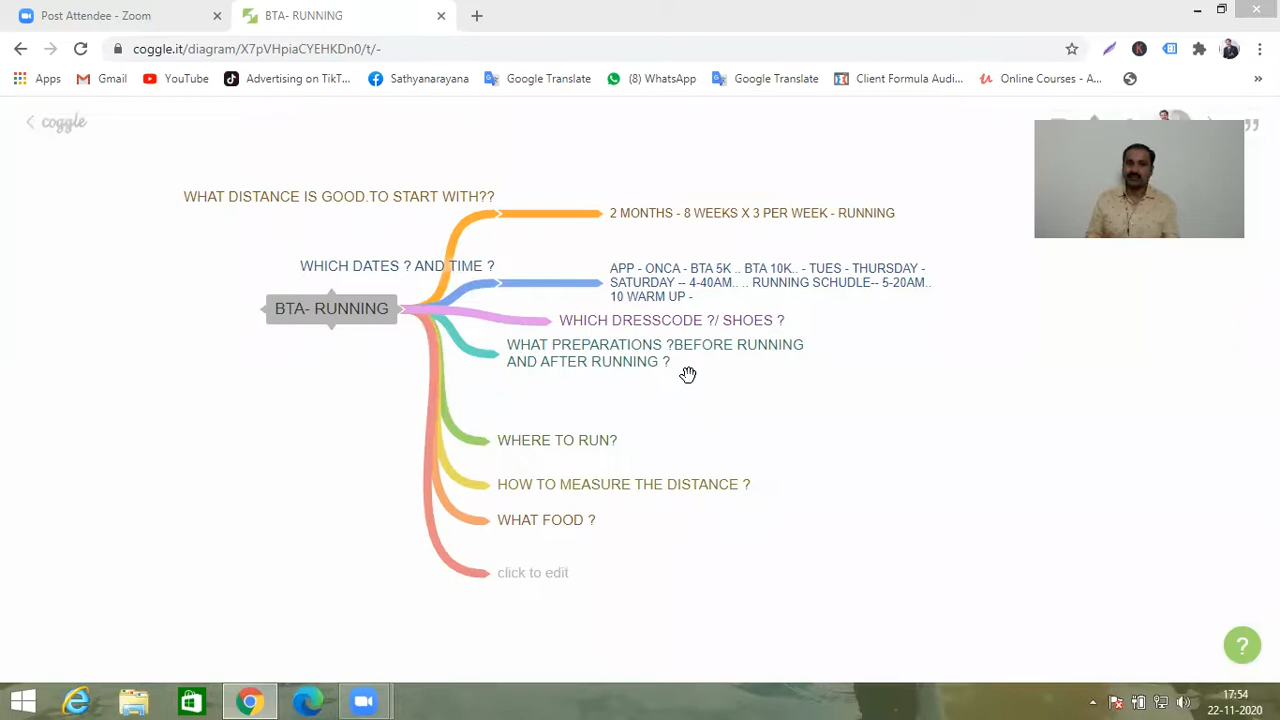 Post Attendee - Zoom
BTA- RUNNING
coggle.it/diagram/X7pVHpiaCYEHKDn0/t/-
Apps
Gmail
YouTube
Advertising on TikT...
Sathyanarayana
Google Translate
(8) WhatsApp
Google Translate
Client Formula Audi...
Online Courses - A...
coggle
WHAT DISTANCE IS GOOD.TO START WITH??
2 MONTHS - 8 WEEKS X 3 PER WEEK - RUNNING
WHICH DATES ? AND TIME ?
APP - ONCA - BTA 5K .. BTA 10K.. - TUES - THURSDAY -
SATURDAY -- 4-40AM.. .. RUNNING SCHUDLE-- 5-20AM..
10 WARM UP -
BTA- RUNNING
WHICH DRESSCODE ?/ SHOES ?
WHAT PREPARATIONS ?BEFORE RUNNING
AND AFTER RUNNING ?
WHERE TO RUN?
HOW TO MEASURE THE DISTANCE ?
WHAT FOOD ?
click to edit
?
17:54
22-11-2020